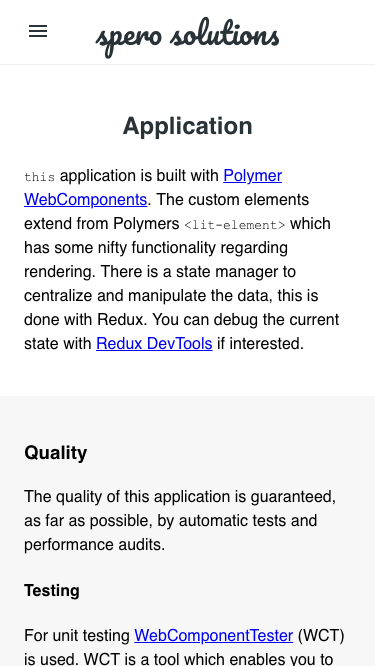 spero solutions
Application
this application is built with Polymer
WebComponents. The custom elements
extend from Polymers <lit-element> which
has some nifty functionality regarding
rendering. There is a state manager to
centralize and manipulate the data, this is
done with Redux. You can debug the current
state with Redux DevTools if interested.
Quality
The quality of this application is guaranteed,
as far as possible, by automatic tests and
performance audits.
Testing
For unit testing WebComponentTester (WCT)
is used. WCT is a tool which enables you to